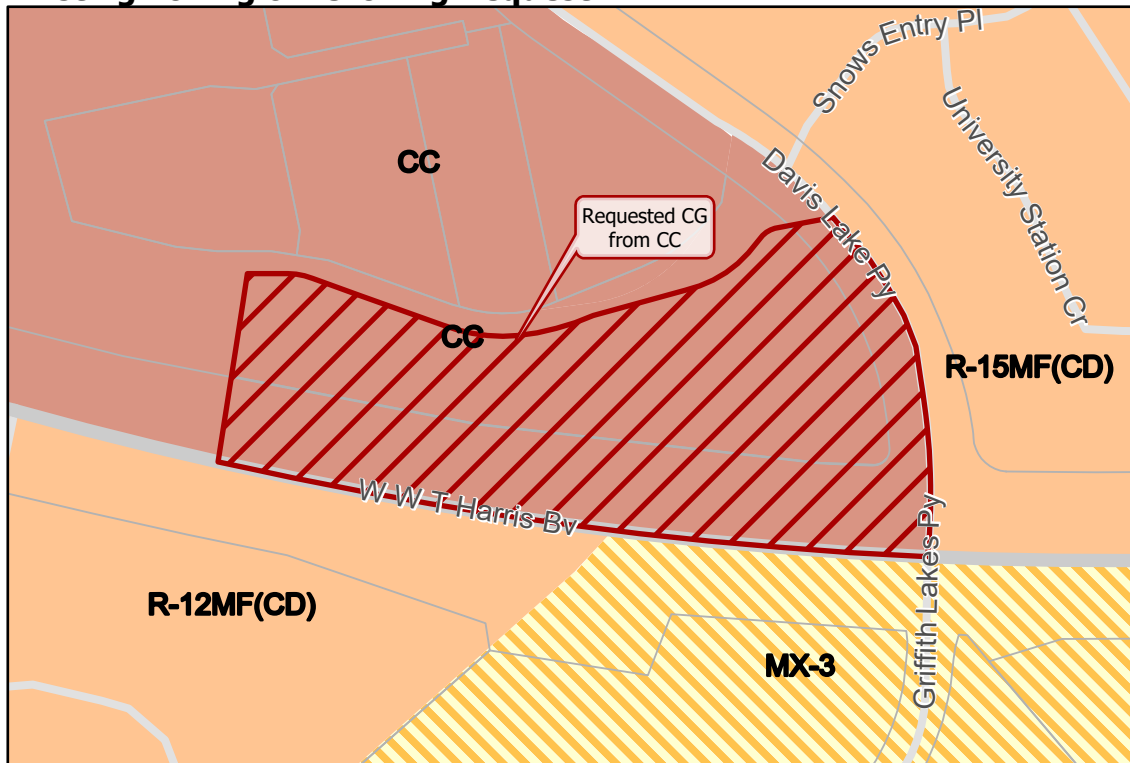 Snows Entry Pl
University Station Cr
CC
Davis Lake Py
Requested CG
from CC
CC
R-15MF(CD)
W W T Harris Bv
Griffith Lakes Py
R-12MF(CD)
MX-3